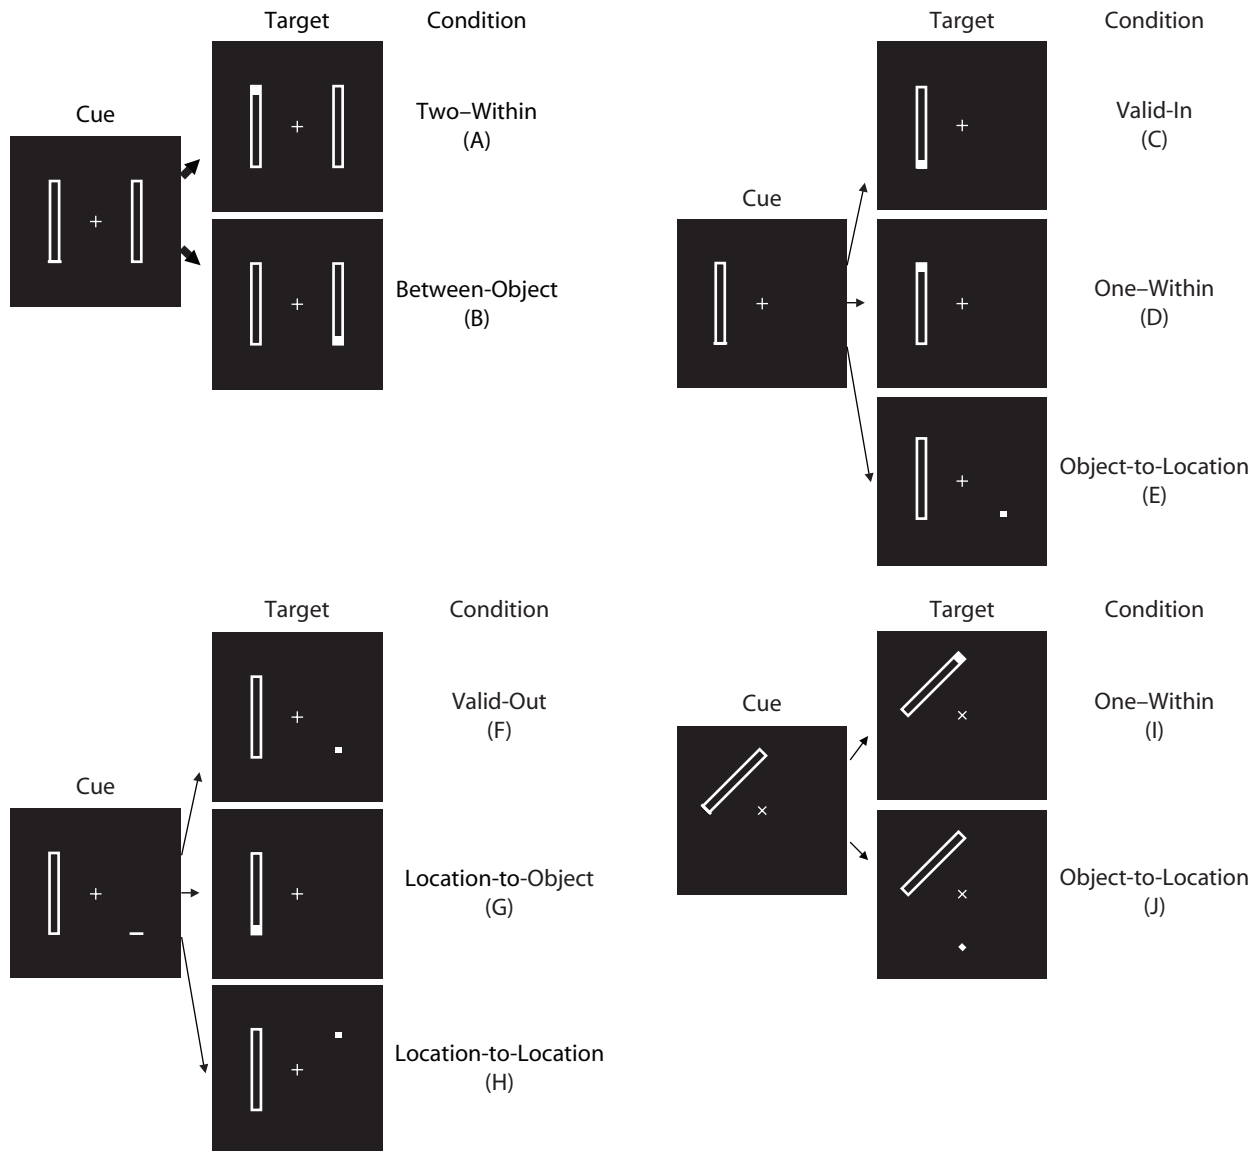 Target
Condition
Cue
Two–Within
(A)
Between-Object
(B)
Target
Condition
Cue
Valid-In
(C)
One–Within
(D)
Object-to-Location
(E)
Target
Condition
Cue
Valid-Out
(F)
Location-to-Object
(G)
Location-to-Location
(H)
Target
Condition
Cue
One–Within
(I)
Object-to-Location
(J)